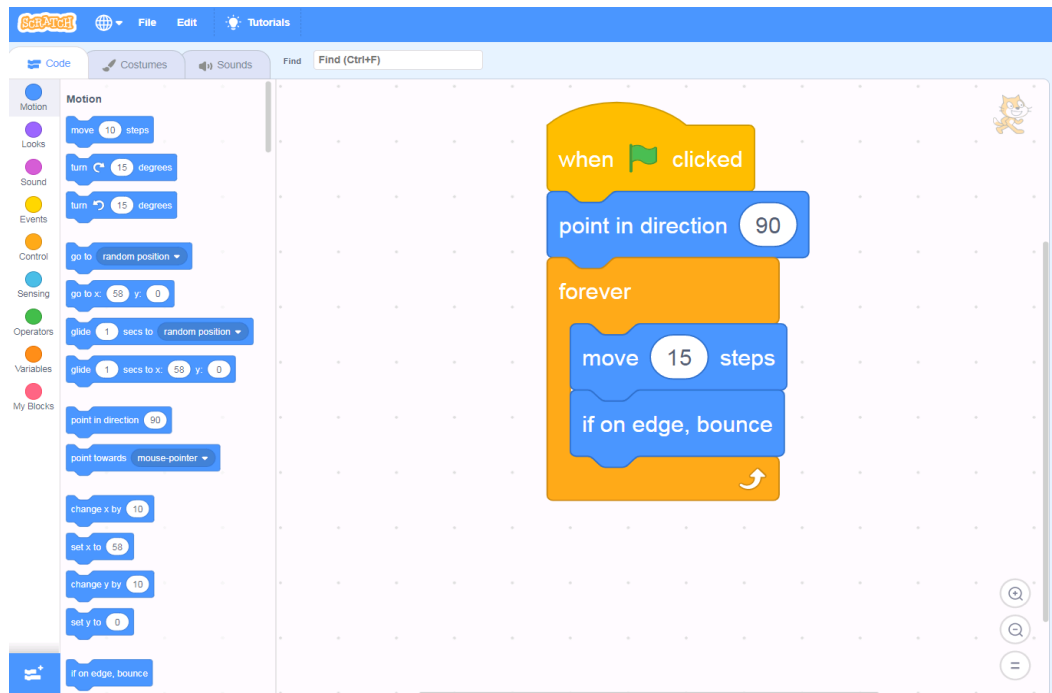 SCRATCH File Edit Tutorials
Code Costumes Sounds Find Find (Ctrl+F)
Motion
Looks
Sound
Events
Control
Sensing
Operators
Variables
My Blocks
Motion
move 10 steps
turn 15 degrees
turn 15 degrees
go to random position
go to x: 58 y: 0
glide 1 secs to random position
glide 1 secs to x: 58 y: 0
point in direction 90
point towards mouse-pointer
change x by 10
set x to 58
change y by 10
set y to 0
if on edge, bounce
when clicked
point in direction 90
forever
move 15 steps
if on edge, bounce